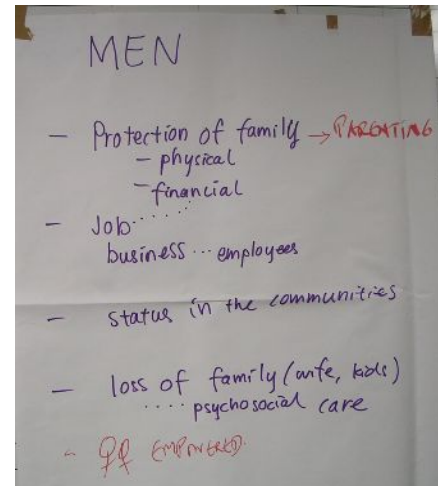 MEN
- Protection of family → PARENTING
- physical
- financial
- Job.....
business ... employees
- status in the communities
- loss of family (wife, kids)
.... psychosocial care
- ♀♀ EMPOWERED